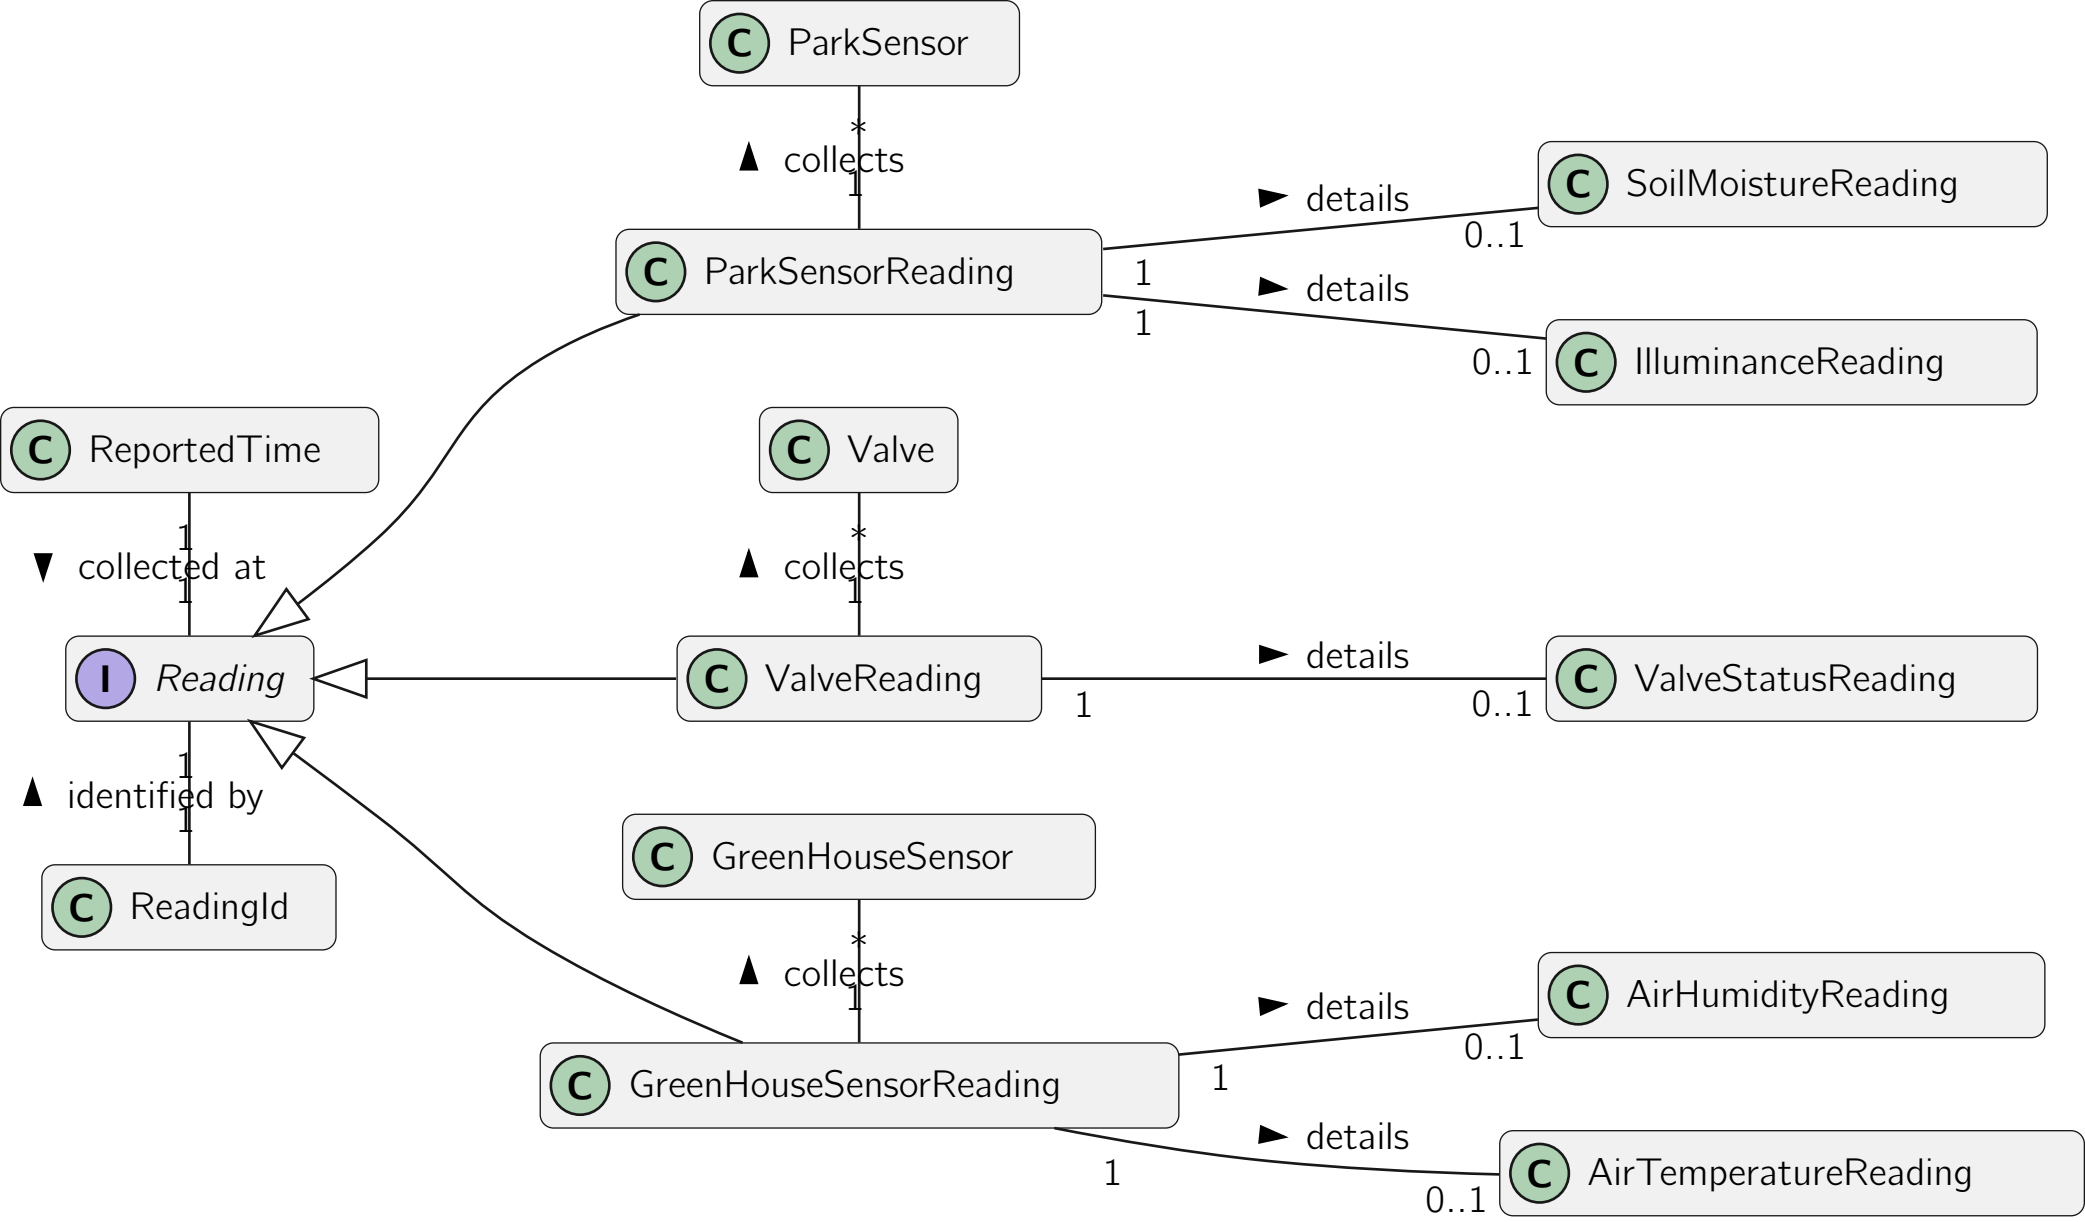 C ParkSensor
*
collects
1
C ParkSensorReading
details
1
0..1
C SoilMoistureReading
details
1
0..1
C IlluminanceReading
C ReportedTime
1
collected at
1
I Reading
1
identified by
1
C ReadingId
C Valve
*
collects
1
C ValveReading
details
1
0..1
C ValveStatusReading
C GreenHouseSensor
*
collects
1
C GreenHouseSensorReading
details
1
0..1
C AirHumidityReading
details
1
0..1
C AirTemperatureReading